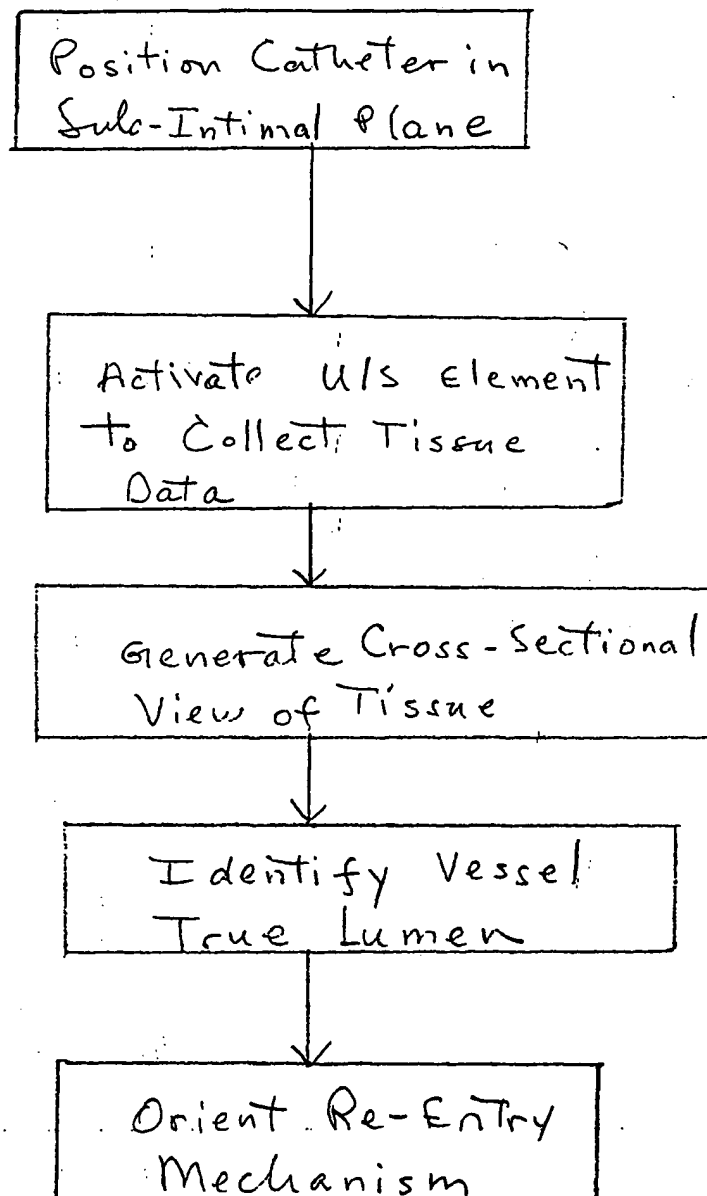 Position Catheter in
Sub-Intimal Plane
Activate U/S Element
to Collect Tissue
Data
Generate Cross-Sectional
View of Tissue
Identify Vessel
True Lumen
Orient Re-Entry
Mechanism